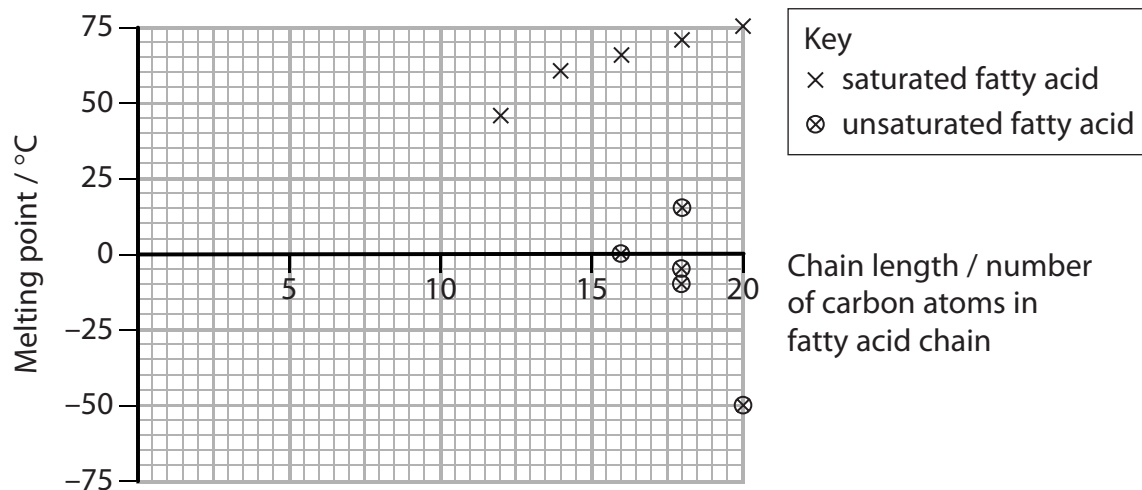 75
50
25
0
–25
–50
–75
Melting point / °C
5
10
15
20
Key
saturated fatty acid
unsaturated fatty acid
Chain length / number
of carbon atoms in
fatty acid chain